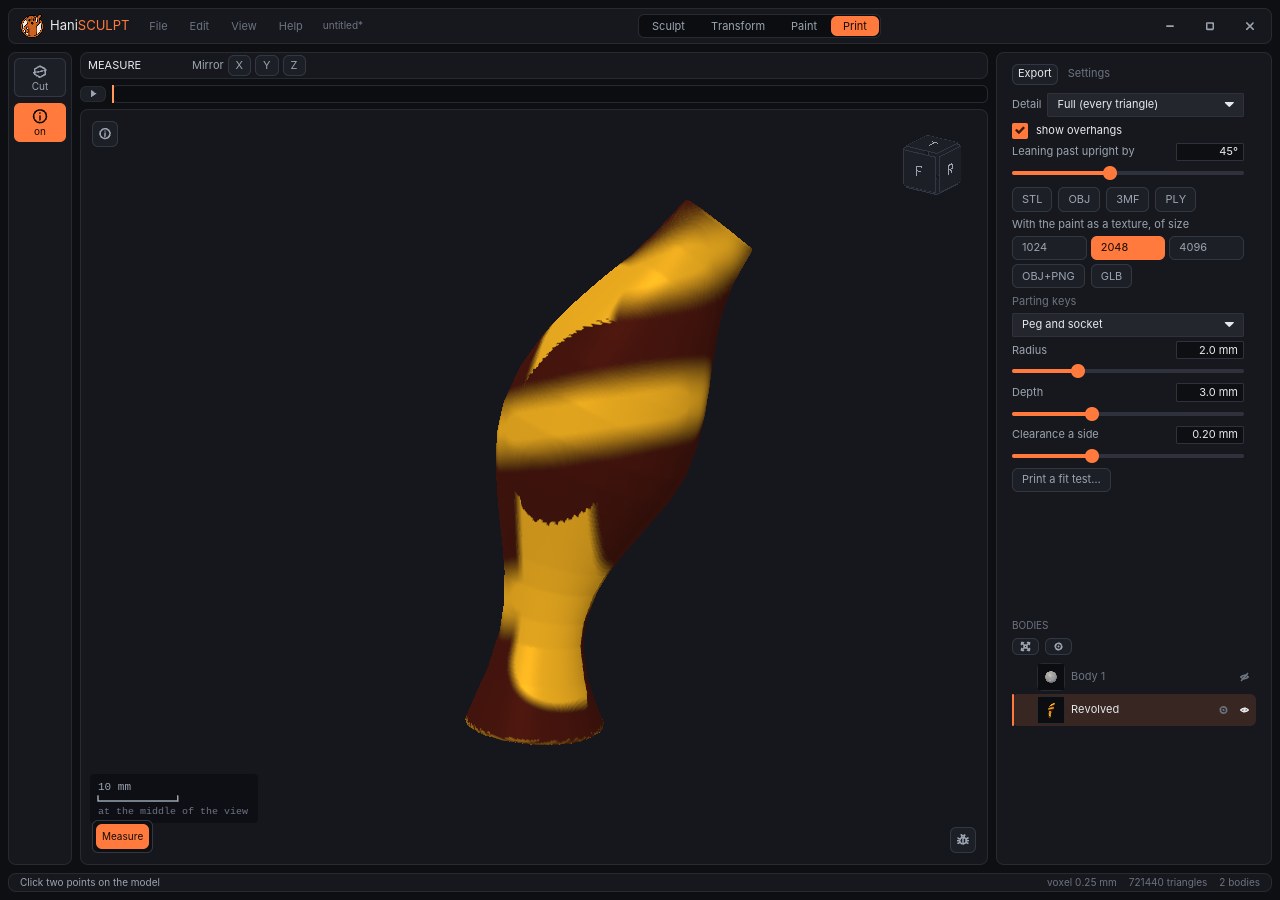 HaniSCULPT File Edit View Help untitled* Sculpt Transform Paint Print
Cut
on
MEASURE Mirror X Y Z
F R Y
10 mm
at the middle of the view
Measure
Export Settings
Detail Full (every triangle)
show overhangs
Leaning past upright by 45°
STL OBJ 3MF PLY
With the paint as a texture, of size
1024 2048 4096
OBJ+PNG GLB
Parting keys
Peg and socket
Radius 2.0 mm
Depth 3.0 mm
Clearance a side 0.20 mm
Print a fit test...
BODIES
Body 1
Revolved
Click two points on the model voxel 0.25 mm 721440 triangles 2 bodies